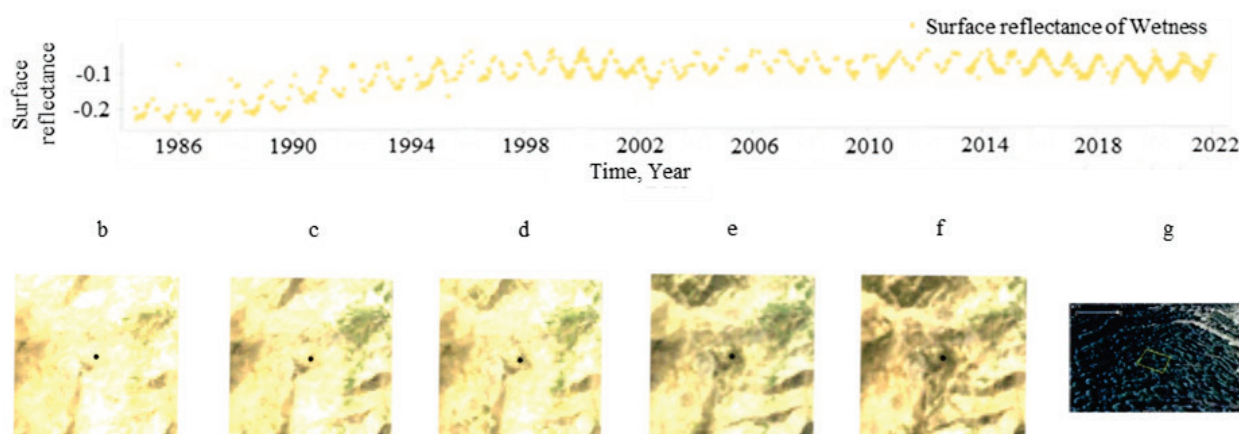 Surface reflectance of Wetness
Surface
reflectance
-0.1
-0.2
1986 1990 1994 1998 2002 2006 2010 2014 2018 2022
Time, Year
b c d e f g